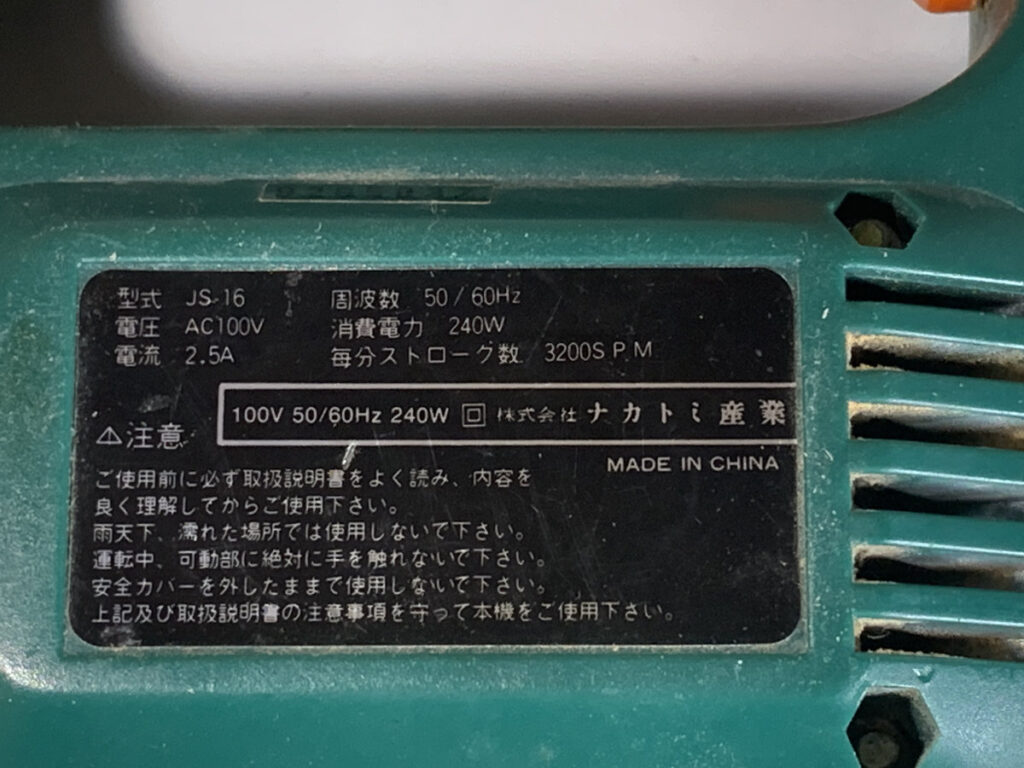 型式 JS-16 周波数 50/60Hz
電圧 AC100V 消費電力 240W
電流 2.5A 毎分ストローク数 3200S.P.M
100V 50/60Hz 240W 回 株式会社 ナカトミ産業
⚠注意
MADE IN CHINA
ご使用前に必ず取扱説明書をよく読み、内容を
良く理解してからご使用下さい。
雨天下、濡れた場所では使用しないで下さい。
運転中、可動部に絶対に手を触れないで下さい。
安全カバーを外したままで使用しないで下さい。
上記及び取扱説明書の注意事項を守って本機をご使用下さい。